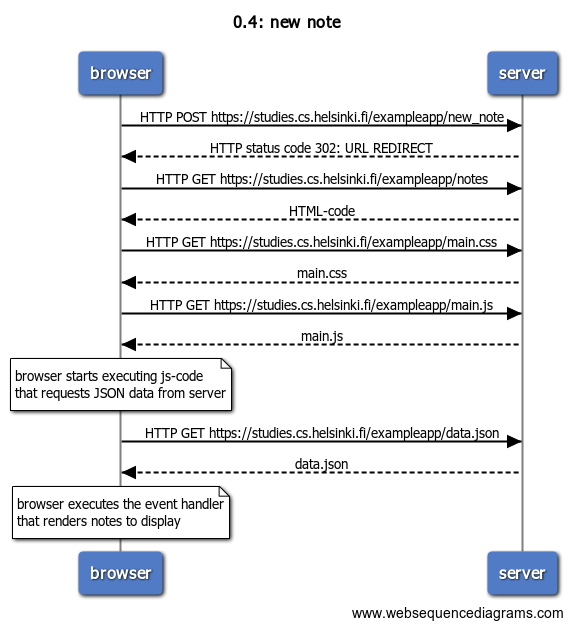 0.4: new note
browser
server
HTTP POST https://studies.cs.helsinki.fi/exampleapp/new_note
HTTP status code 302: URL REDIRECT
HTTP GET https://studies.cs.helsinki.fi/exampleapp/notes
HTML-code
HTTP GET https://studies.cs.helsinki.fi/exampleapp/main.css
main.css
HTTP GET https://studies.cs.helsinki.fi/exampleapp/main.js
main.js
browser starts executing js-code
that requests JSON data from server
HTTP GET https://studies.cs.helsinki.fi/exampleapp/data.json
data.json
browser executes the event handler
that renders notes to display
browser
server
www.websequencediagrams.com